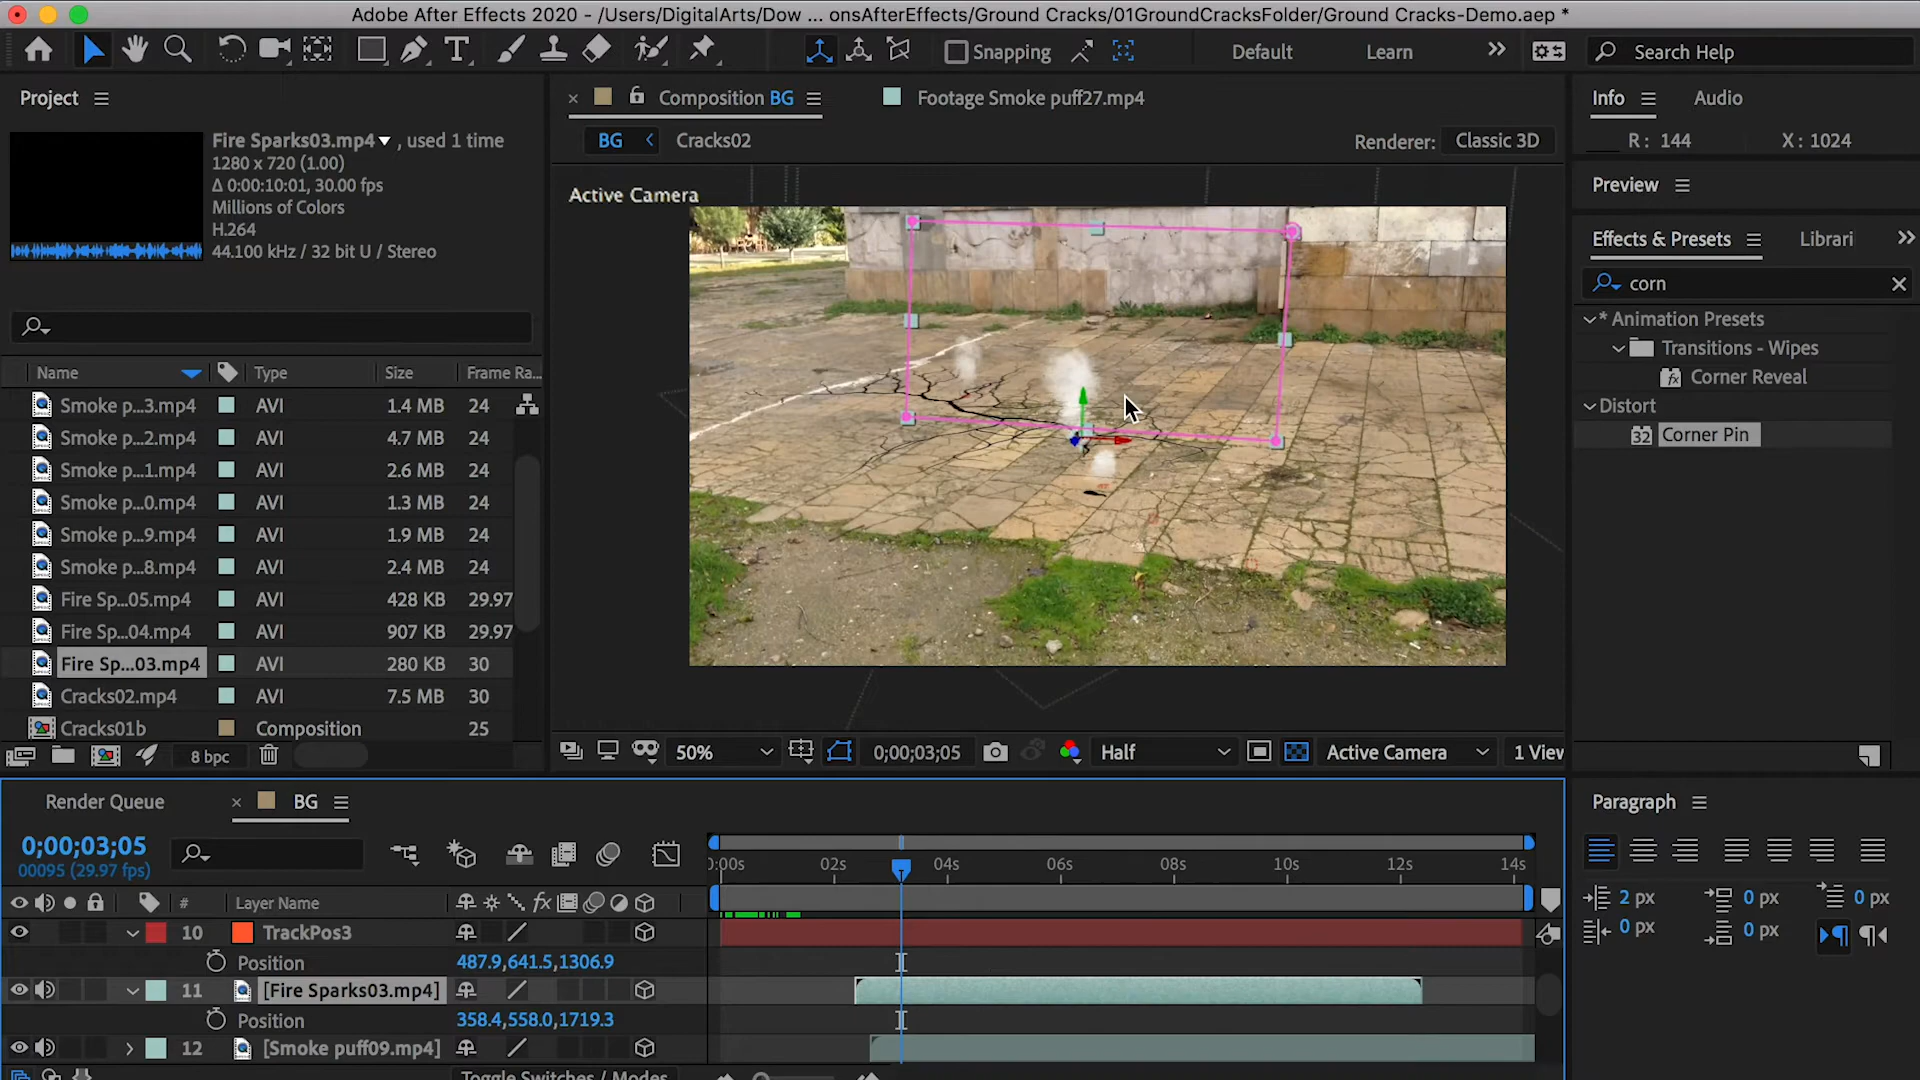 Adobe After Effects 2020 - /Users/DigitalArts/Dow ... onsAfterEffects/Ground Cracks/01GroundCracksFolder/Ground Cracks-Demo.aep *
Snapping
Default
Learn
Search Help
Project
Fire Sparks03.mp4 , used 1 time
1280 x 720 (1.00)
Δ 0:00:10:01, 30.00 fps
Millions of Colors
H.264
44.100 kHz / 32 bit U / Stereo
Name Type Size Frame Ra...
Smoke p...3.mp4 AVI 1.4 MB 24
Smoke p...2.mp4 AVI 4.7 MB 24
Smoke p...1.mp4 AVI 2.6 MB 24
Smoke p...0.mp4 AVI 1.3 MB 24
Smoke p...9.mp4 AVI 1.9 MB 24
Smoke p...8.mp4 AVI 2.4 MB 24
Fire Sp...05.mp4 AVI 428 KB 29.97
Fire Sp...04.mp4 AVI 907 KB 29.97
Fire Sp...03.mp4 AVI 280 KB 30
Cracks02.mp4 AVI 7.5 MB 30
Cracks01b Composition 25
8 bpc
Composition BG
Footage Smoke puff27.mp4
BG Cracks02
Renderer: Classic 3D
Active Camera
50% 0;00;03;05 Half Active Camera 1 View
Info Audio
R : 144 X : 1024
Preview
Effects & Presets Librari
corn
* Animation Presets
Transitions - Wipes
Corner Reveal
Distort
32 Corner Pin
Render Queue
BG
0;00;03;05
00095 (29.97 fps)
0:00s 02s 04s 06s 08s 10s 12s 14s
# Layer Name fx
10 TrackPos3
Position 487.9,641.5,1306.9
11 [Fire Sparks03.mp4]
Position 358.4,558.0,1719.3
12 [Smoke puff09.mp4]
Toggle Switches / Modes
Paragraph
2 px 0 px 0 px
0 px 0 px